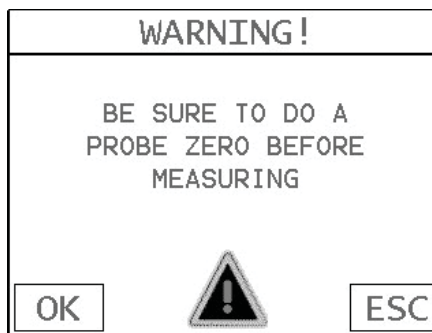 WARNING!
BE SURE TO DO A
PROBE ZERO BEFORE
MEASURING
OK
ESC